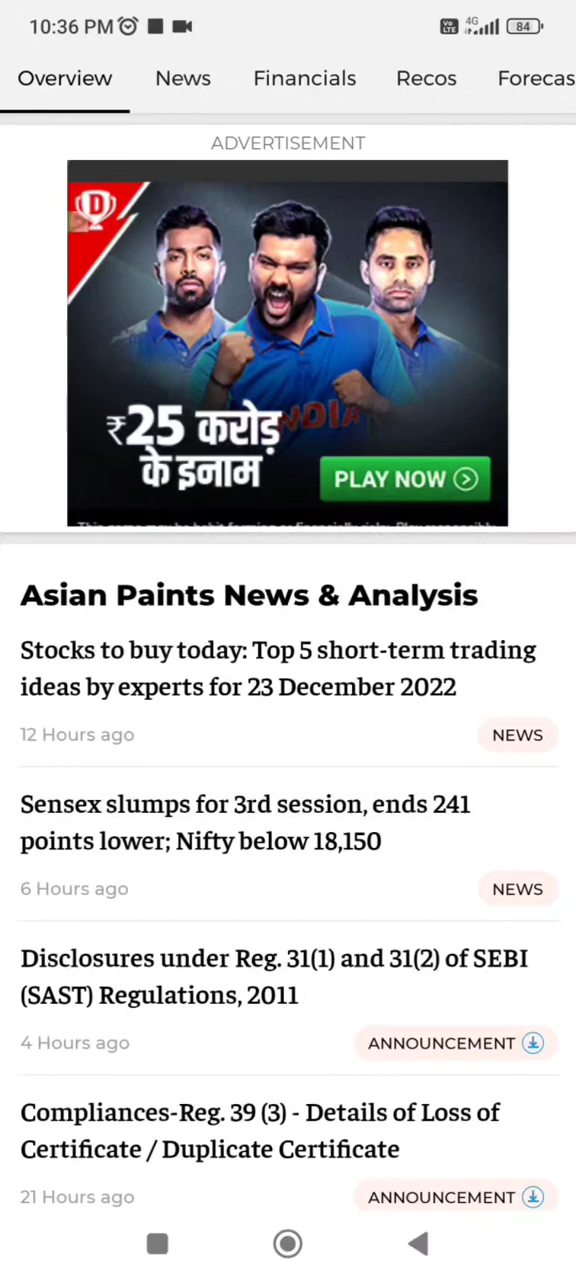 10:36 PM
Vo
LTE
4G
84
Overview
News
Financials
Recos
Forecas
ADVERTISEMENT
D
INDIA
₹25 करोड़
के इनाम
PLAY NOW
Asian Paints News & Analysis
Stocks to buy today: Top 5 short-term trading
ideas by experts for 23 December 2022
12 Hours ago
NEWS
Sensex slumps for 3rd session, ends 241
points lower; Nifty below 18,150
6 Hours ago
NEWS
Disclosures under Reg. 31(1) and 31(2) of SEBI
(SAST) Regulations, 2011
4 Hours ago
ANNOUNCEMENT
Compliances-Reg. 39 (3) - Details of Loss of
Certificate / Duplicate Certificate
21 Hours ago
ANNOUNCEMENT